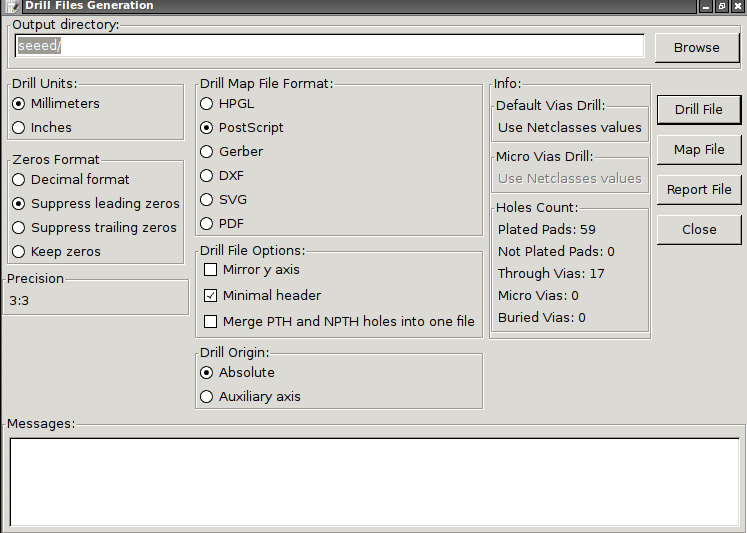 Drill Files Generation
Output directory:
seeed/
Browse
Drill Units:
Millimeters
Inches
Zeros Format
Decimal format
Suppress leading zeros
Suppress trailing zeros
Keep zeros
Precision
3:3
Drill Map File Format:
HPGL
PostScript
Gerber
DXF
SVG
PDF
Drill File Options:
Mirror y axis
Minimal header
Merge PTH and NPTH holes into one file
Drill Origin:
Absolute
Auxiliary axis
Info:
Default Vias Drill:
Use Netclasses values
Micro Vias Drill:
Use Netclasses values
Holes Count:
Plated Pads: 59
Not Plated Pads: 0
Through Vias: 17
Micro Vias: 0
Buried Vias: 0
Drill File
Map File
Report File
Close
Messages: